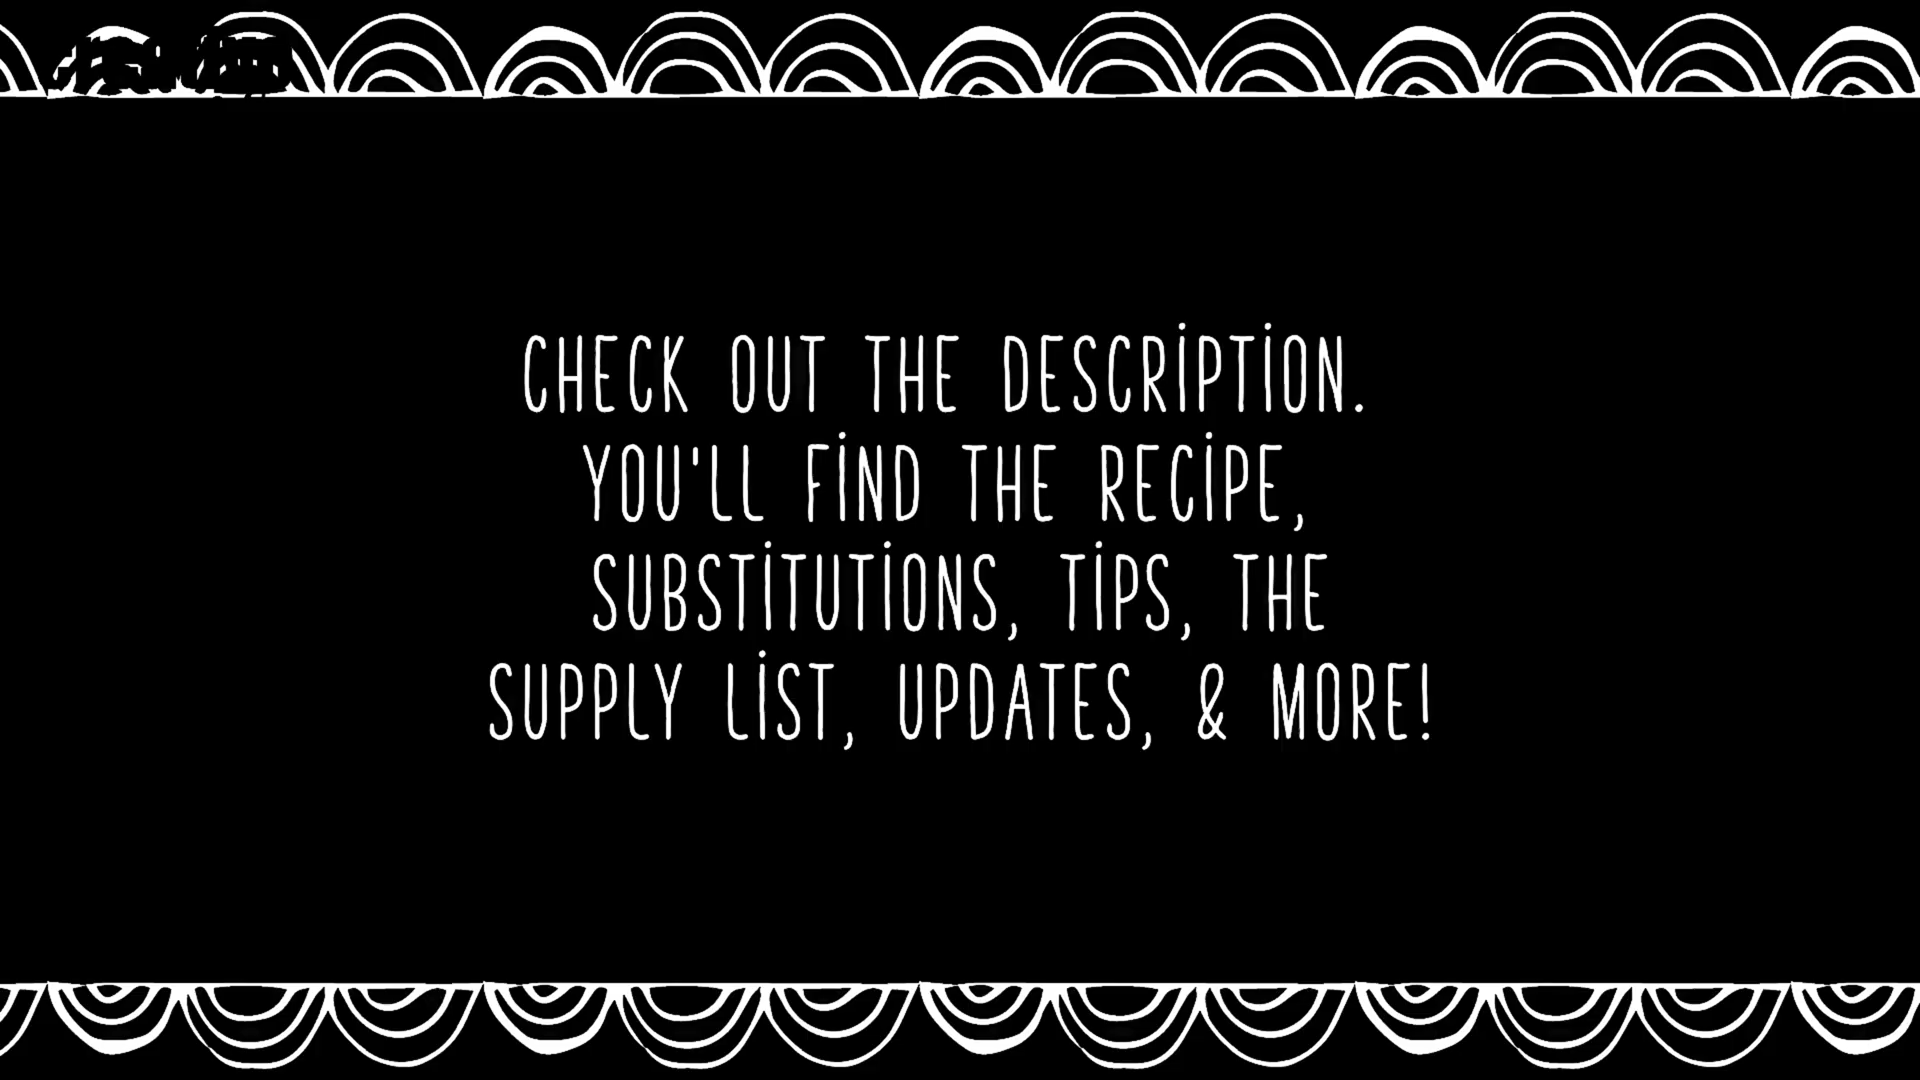 CHECK OUT THE DESCRIPTION.
YOU'LL FIND THE RECIPE,
SUBSTITUTIONS, TIPS, THE
SUPPLY LIST, UPDATES, & MORE!